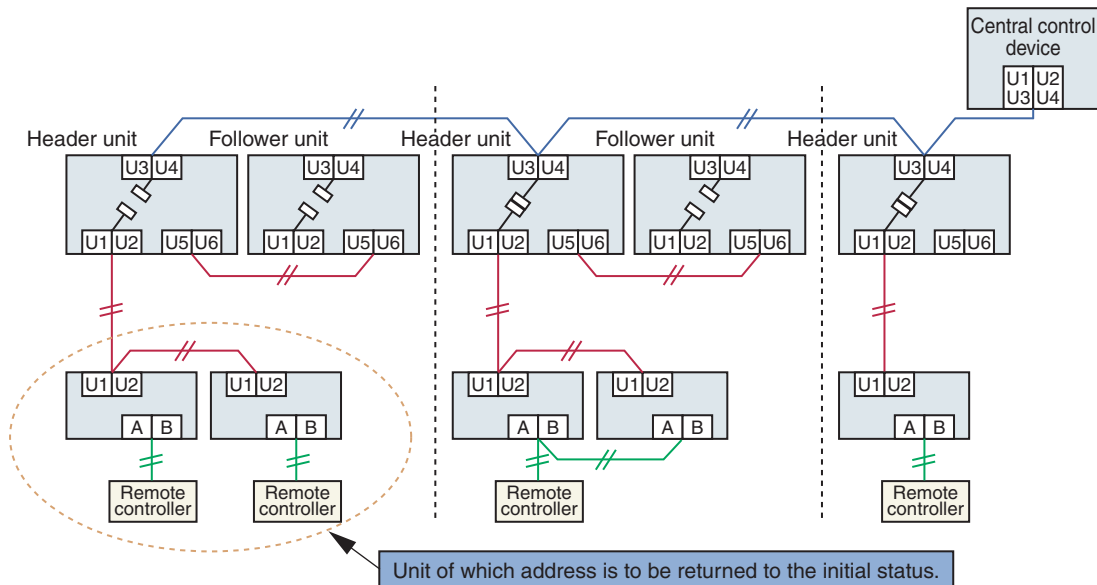 Central control
device
U1 U2
U3 U4
Header unit
Follower unit
Header unit
Follower unit
Header unit
U3 U4
U3 U4
U3 U4
U3 U4
U3 U4
U1 U2
U5 U6
U1 U2
U5 U6
U1 U2
U5 U6
U1 U2
U5 U6
U1 U2
U5 U6
U1 U2
U1 U2
U1 U2
U1 U2
U1 U2
A B
A B
A B
A B
A B
Remote
controller
Remote
controller
Remote
controller
Remote
controller
Unit of which address is to be returned to the initial status.